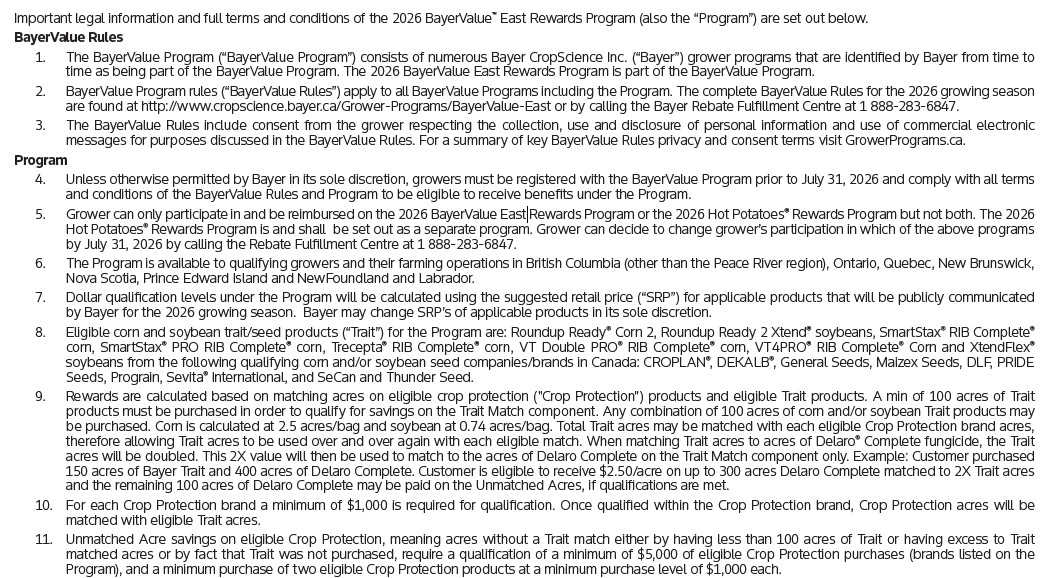 Important legal information and full terms and conditions of the 2026 BayerValue™ East Rewards Program (also the “Program”) are set out below.
BayerValue Rules
1. The BayerValue Program (“BayerValue Program”) consists of numerous Bayer CropScience Inc. (“Bayer”) grower programs that are identified by Bayer from time to
time as being part of the BayerValue Program. The 2026 BayerValue East Rewards Program is part of the BayerValue Program.
2. BayerValue Program rules (“BayerValue Rules”) apply to all BayerValue Programs including the Program. The complete BayerValue Rules for the 2026 growing season
are found at http://www.cropscience.bayer.ca/Grower-Programs/BayerValue-East or by calling the Bayer Rebate Fulfillment Centre at 1 888-283-6847.
3. The BayerValue Rules include consent from the grower respecting the collection, use and disclosure of personal information and use of commercial electronic
messages for purposes discussed in the BayerValue Rules. For a summary of key BayerValue Rules privacy and consent terms visit GrowerPrograms.ca.
Program
4. Unless otherwise permitted by Bayer in its sole discretion, growers must be registered with the BayerValue Program prior to July 31, 2026 and comply with all terms
and conditions of the BayerValue Rules and Program to be eligible to receive benefits under the Program.
5. Grower can only participate in and be reimbursed on the 2026 BayerValue East Rewards Program or the 2026 Hot Potatoes® Rewards Program but not both. The 2026
Hot Potatoes® Rewards Program is and shall be set out as a separate program. Grower can decide to change grower's participation in which of the above programs
by July 31, 2026 by calling the Rebate Fulfillment Centre at 1 888-283-6847.
6. The Program is available to qualifying growers and their farming operations in British Columbia (other than the Peace River region), Ontario, Quebec, New Brunswick,
Nova Scotia, Prince Edward Island and NewFoundland and Labrador.
7. Dollar qualification levels under the Program will be calculated using the suggested retail price (“SRP”) for applicable products that will be publicly communicated
by Bayer for the 2026 growing season. Bayer may change SRP's of applicable products in its sole discretion.
8. Eligible corn and soybean trait/seed products (“Trait”) for the Program are: Roundup Ready® Corn 2, Roundup Ready 2 Xtend® soybeans, SmartStax® RIB Complete®
corn, SmartStax® PRO RIB Complete® corn, Trecepta® RIB Complete® corn, VT Double PRO® RIB Complete® corn, VT4PRO® RIB Complete® Corn and XtendFlex®
soybeans from the following qualifying corn and/or soybean seed companies/brands in Canada: CROPLAN®, DEKALB®, General Seeds, Maizex Seeds, DLF, PRIDE
Seeds, Prograin, Sevita® International, and SeCan and Thunder Seed.
9. Rewards are calculated based on matching acres on eligible crop protection ("Crop Protection") products and eligible Trait products. A min of 100 acres of Trait
products must be purchased in order to qualify for savings on the Trait Match component. Any combination of 100 acres of corn and/or soybean Trait products may
be purchased. Corn is calculated at 2.5 acres/bag and soybean at 0.74 acres/bag. Total Trait acres may be matched with each eligible Crop Protection brand acres,
therefore allowing Trait acres to be used over and over again with each eligible match. When matching Trait acres to acres of Delaro® Complete fungicide, the Trait
acres will be doubled. This 2X value will then be used to match to the acres of Delaro Complete on the Trait Match component only. Example: Customer purchased
150 acres of Bayer Trait and 400 acres of Delaro Complete. Customer is eligible to receive $2.50/acre on up to 300 acres Delaro Complete matched to 2X Trait acres
and the remaining 100 acres of Delaro Complete may be paid on the Unmatched Acres, if qualifications are met.
10. For each Crop Protection brand a minimum of $1,000 is required for qualification. Once qualified within the Crop Protection brand, Crop Protection acres will be
matched with eligible Trait acres.
11. Unmatched Acre savings on eligible Crop Protection, meaning acres without a Trait match either by having less than 100 acres of Trait or having excess to Trait
matched acres or by fact that Trait was not purchased, require a qualification of a minimum of $5,000 of eligible Crop Protection purchases (brands listed on the
Program), and a minimum purchase of two eligible Crop Protection products at a minimum purchase level of $1,000 each.